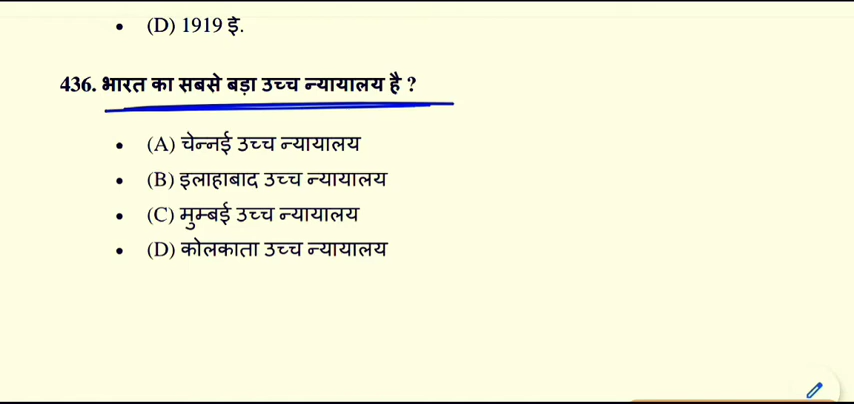 • (D) 1919 ई.
436. भारत का सबसे बड़ा उच्च न्यायालय है ?
• (A) चेन्नई उच्च न्यायालय
• (B) इलाहाबाद उच्च न्यायालय
• (C) मुम्बई उच्च न्यायालय
• (D) कोलकाता उच्च न्यायालय